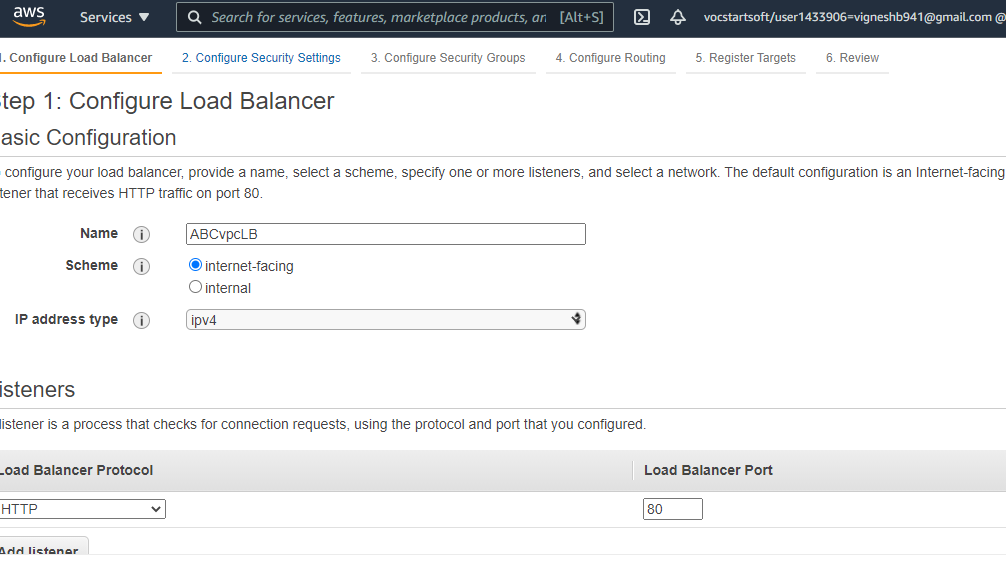 aws Services Search for services, features, marketplace products, an [Alt+S] vocstartsoft/user1433906=vigneshb941@gmail.com @
1. Configure Load Balancer 2. Configure Security Settings 3. Configure Security Groups 4. Configure Routing 5. Register Targets 6. Review
tep 1: Configure Load Balancer
asic Configuration
configure your load balancer, provide a name, select a scheme, specify one or more listeners, and select a network. The default configuration is an Internet-facing
tener that receives HTTP traffic on port 80.
Name i ABCvpcLB
Scheme i internet-facing
internal
IP address type i ipv4
isteners
listener is a process that checks for connection requests, using the protocol and port that you configured.
Load Balancer Protocol Load Balancer Port
HTTP 80
Add listener